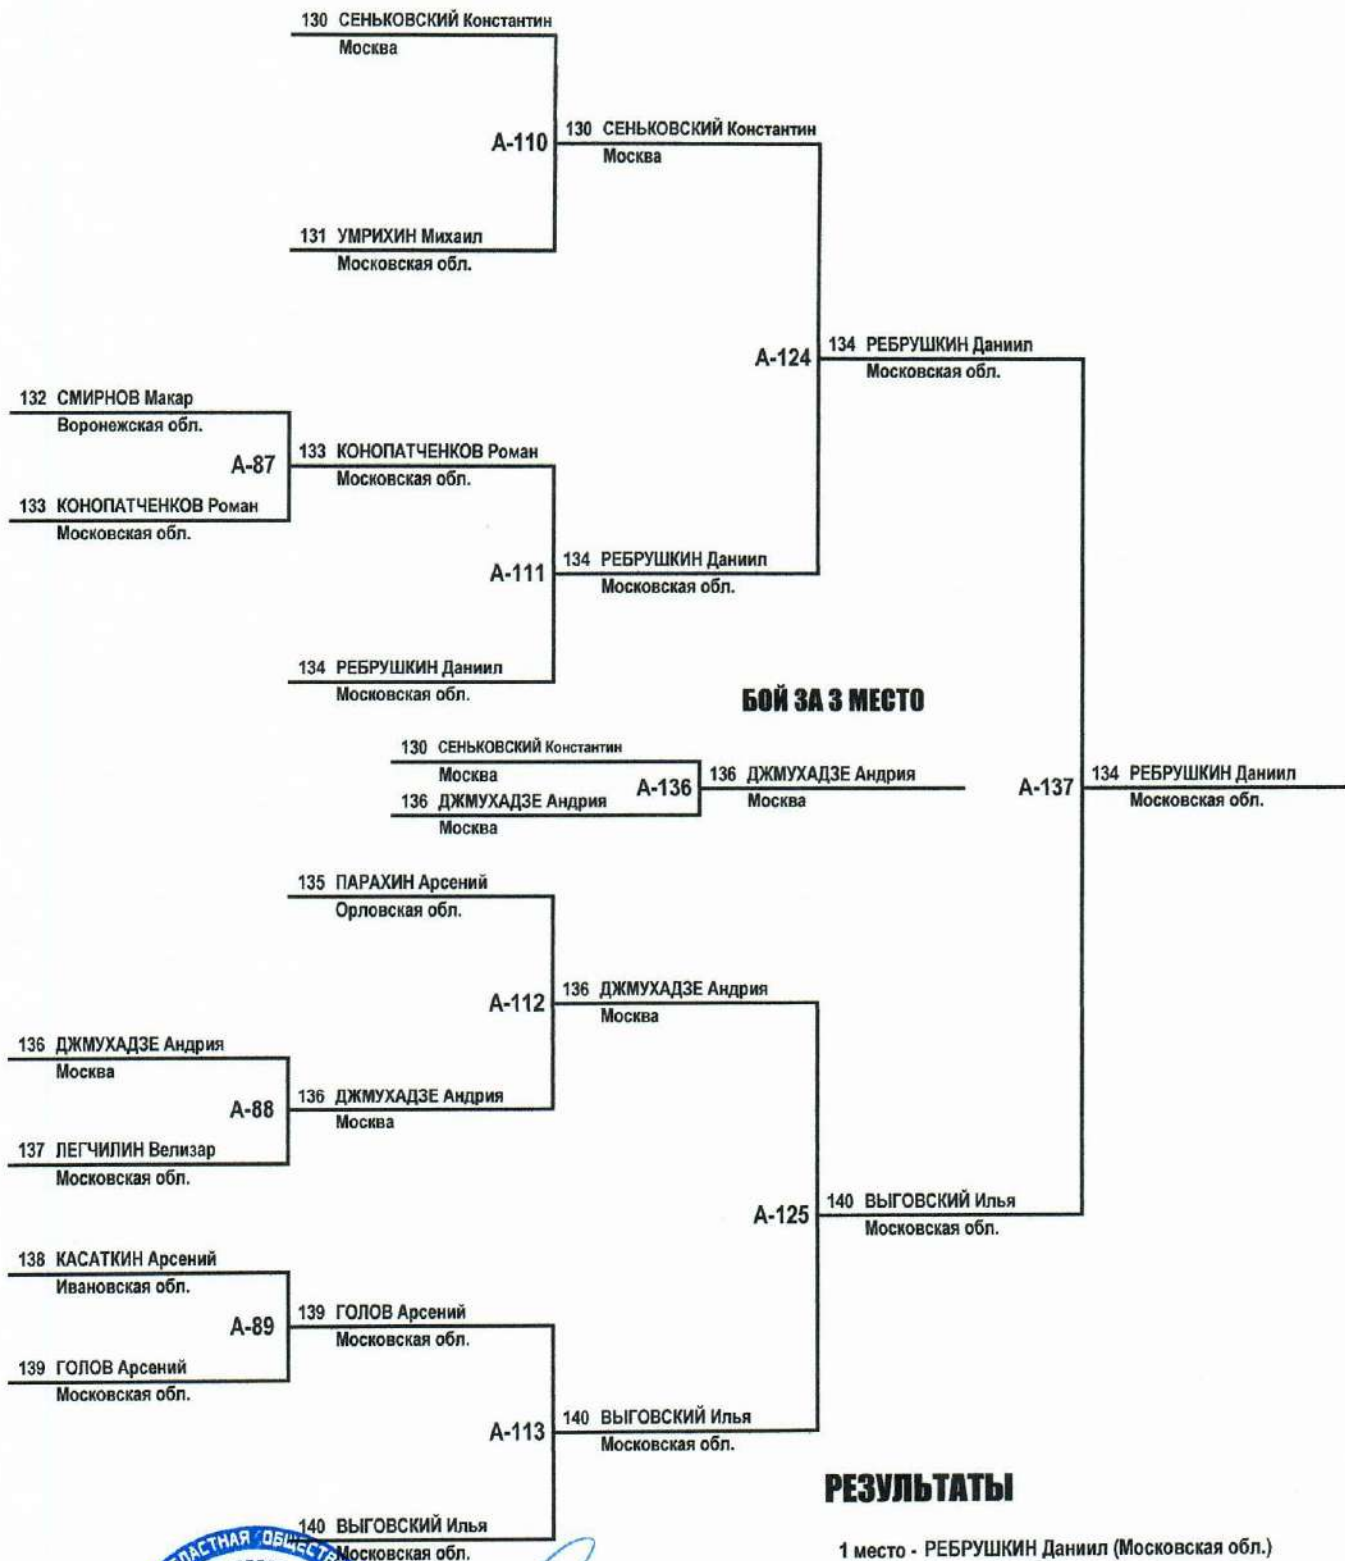 130 СЕНЬКОВСКИЙ Константин
Москва
А-110
130 СЕНЬКОВСКИЙ Константин
Москва
131 УМРИХИН Михаил
Московская обл.
А-124
134 РЕБРУШКИН Даниил
Московская обл.
132 СМИРНОВ Макар
Воронежская обл.
А-87
133 КОНОПАТЧЕНКОВ Роман
Московская обл.
133 КОНОПАТЧЕНКОВ Роман
Московская обл.
А-111
134 РЕБРУШКИН Даниил
Московская обл.
134 РЕБРУШКИН Даниил
Московская обл.
БОЙ ЗА 3 МЕСТО
130 СЕНЬКОВСКИЙ Константин
Москва
А-136
136 ДЖМУХАДЗЕ Андрия
Москва
136 ДЖМУХАДЗЕ Андрия
Москва
А-137
134 РЕБРУШКИН Даниил
Московская обл.
135 ПАРАХИН Арсений
Орловская обл.
А-112
136 ДЖМУХАДЗЕ Андрия
Москва
136 ДЖМУХАДЗЕ Андрия
Москва
А-88
136 ДЖМУХАДЗЕ Андрия
Москва
137 ЛЕГЧИЛИН Велизар
Московская обл.
А-125
140 ВЫГОВСКИЙ Илья
Московская обл.
138 КАСАТКИН Арсений
Ивановская обл.
А-89
139 ГОЛОВ Арсений
Московская обл.
139 ГОЛОВ Арсений
Московская обл.
А-113
140 ВЫГОВСКИЙ Илья
Московская обл.
РЕЗУЛЬТАТЫ
140 ВЫГОВСКИЙ Илья
Московская обл.
1 место - РЕБРУШКИН Даниил (Московская обл.)